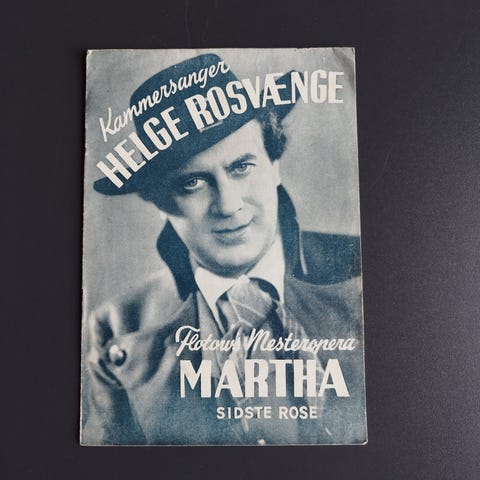 Kammersanger
HELGE ROSVÆNGE
Flotows Mesteropera
MARTHA
SIDSTE ROSE